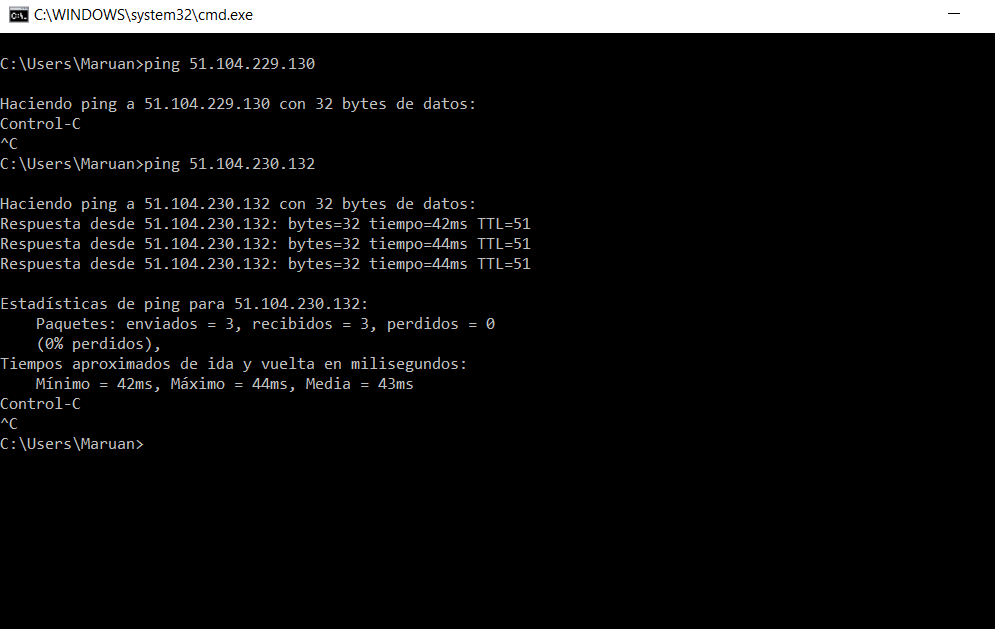 C:\WINDOWS\system32\cmd.exe
C:\Users\Maruan>ping 51.104.229.130
Haciendo ping a 51.104.229.130 con 32 bytes de datos:
Control-C
^C
C:\Users\Maruan>ping 51.104.230.132
Haciendo ping a 51.104.230.132 con 32 bytes de datos:
Respuesta desde 51.104.230.132: bytes=32 tiempo=42ms TTL=51
Respuesta desde 51.104.230.132: bytes=32 tiempo=44ms TTL=51
Respuesta desde 51.104.230.132: bytes=32 tiempo=44ms TTL=51
Estadísticas de ping para 51.104.230.132:
    Paquetes: enviados = 3, recibidos = 3, perdidos = 0
    (0% perdidos),
Tiempos aproximados de ida y vuelta en milisegundos:
    Mínimo = 42ms, Máximo = 44ms, Media = 43ms
Control-C
^C
C:\Users\Maruan>